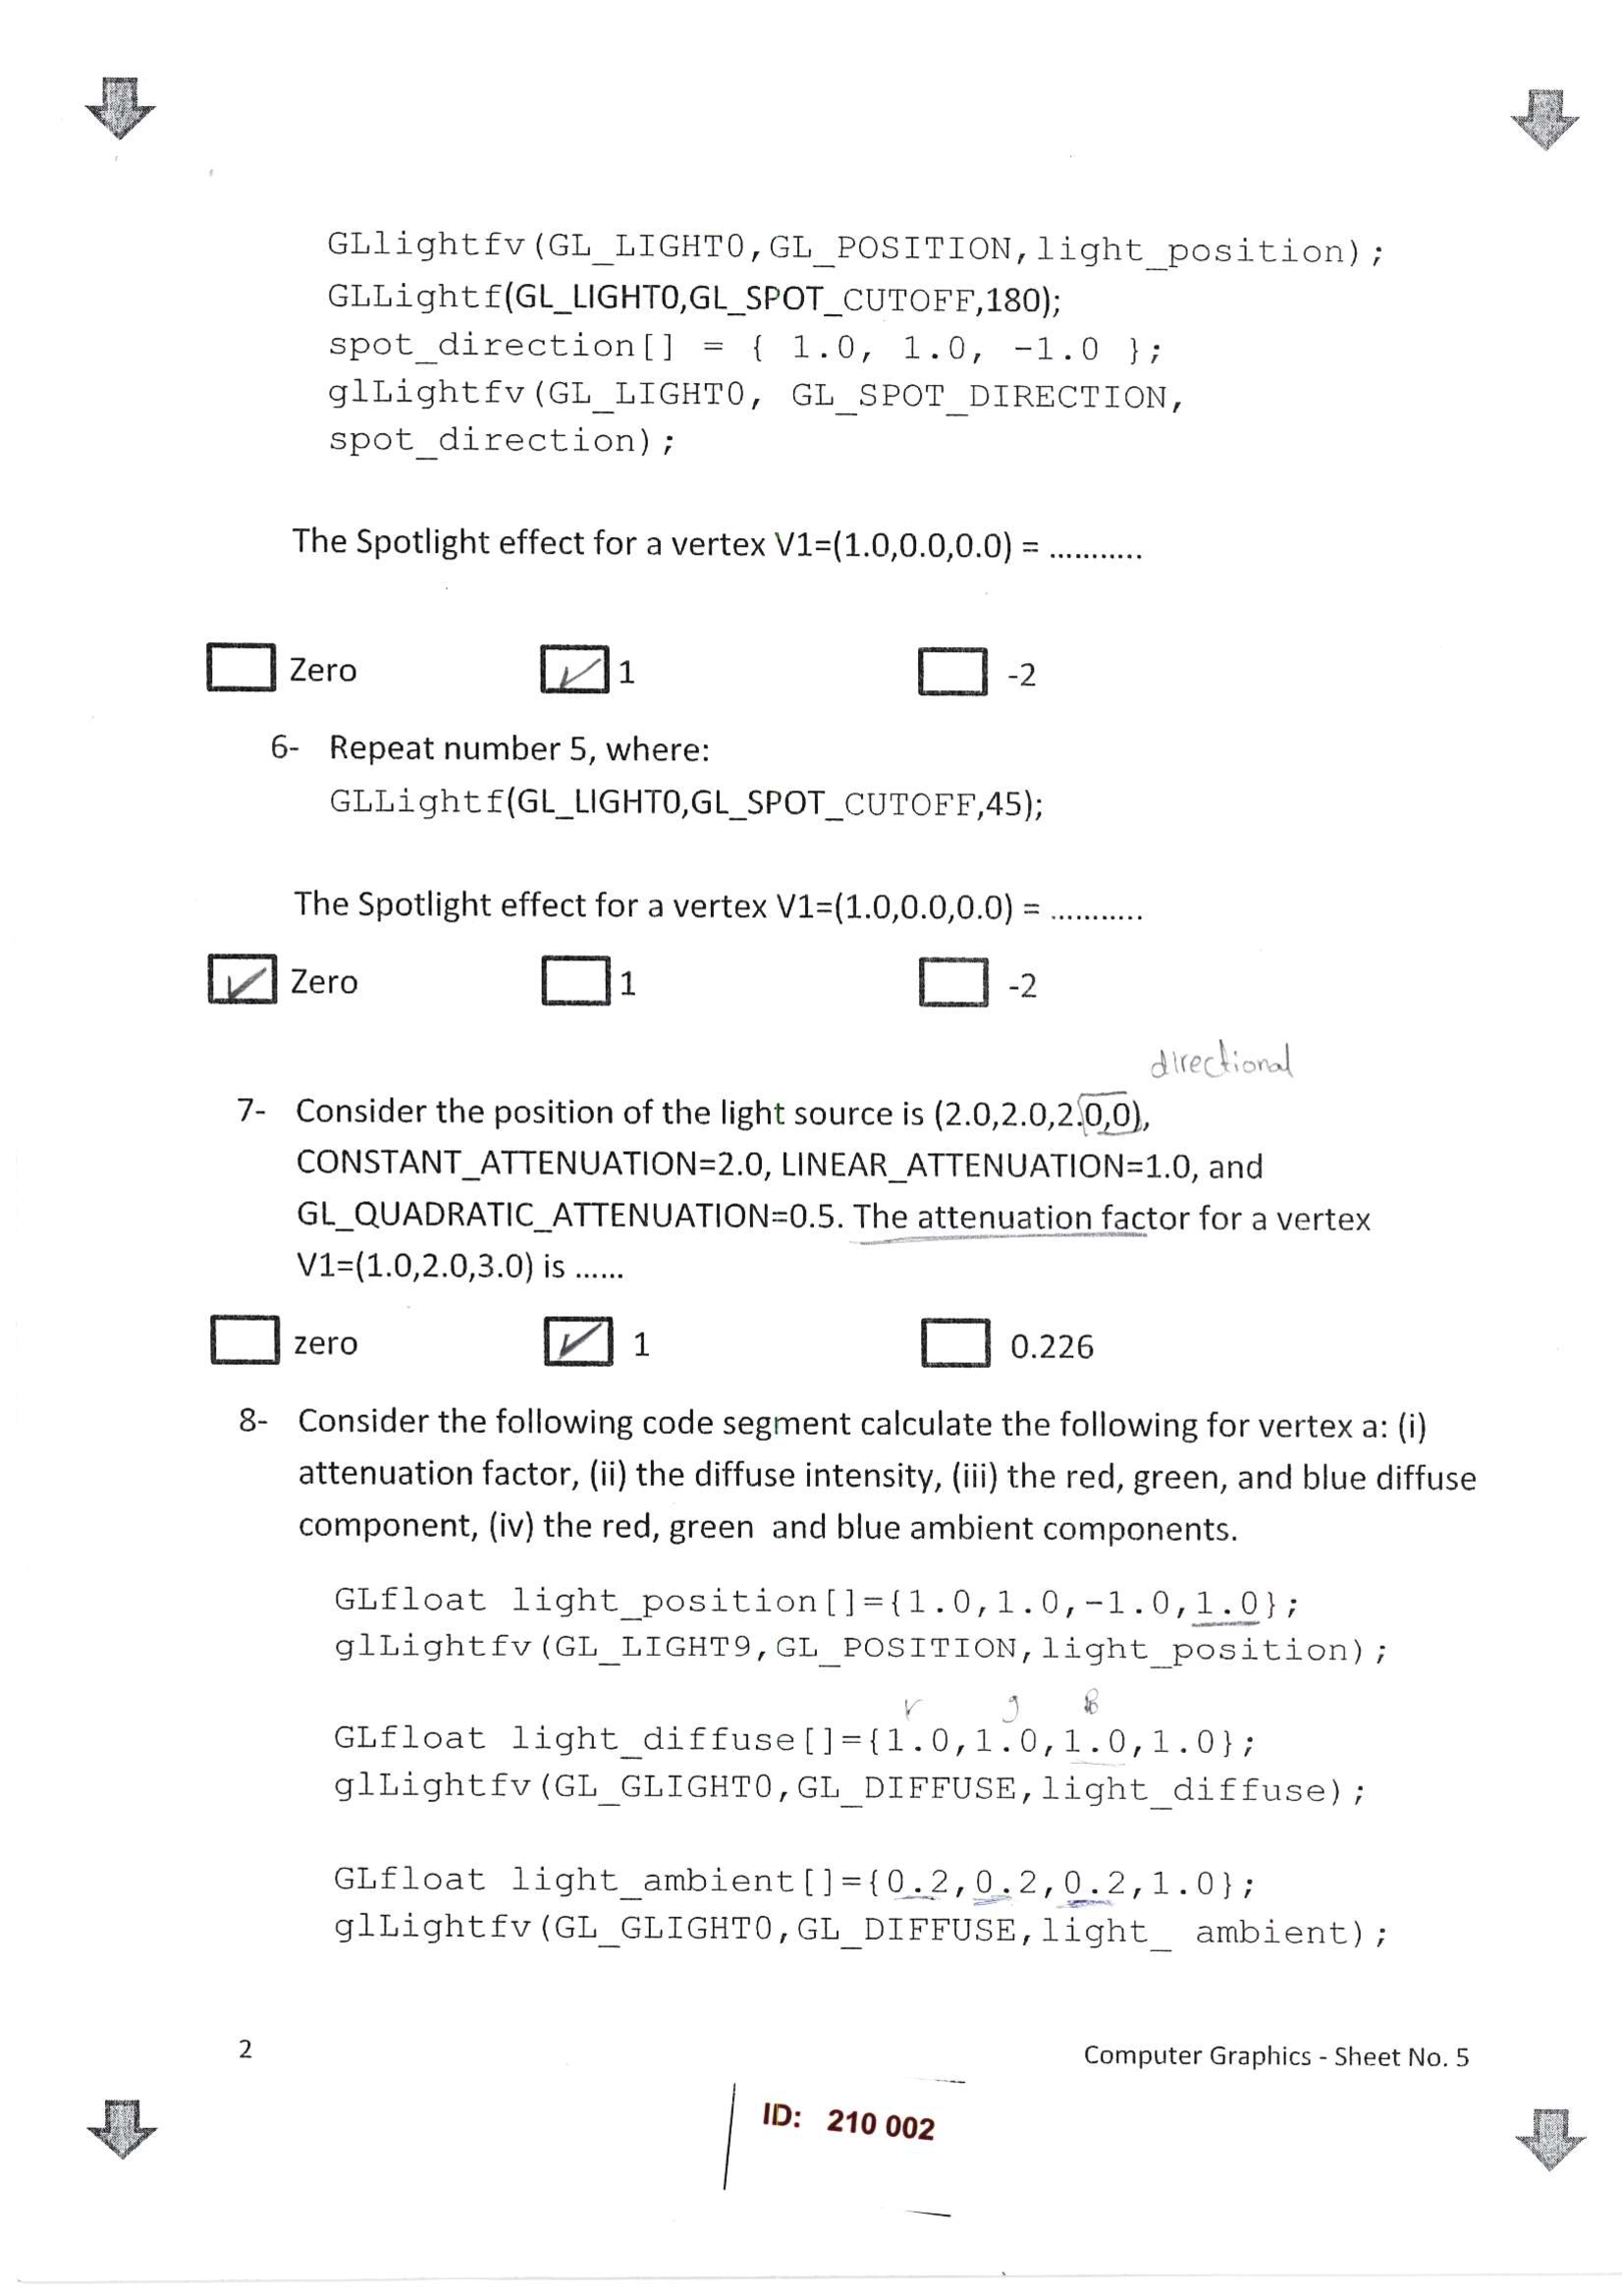 GLlightfv(GL_LIGHT0,GL_POSITION,light_position);
GLLightf(GL_LIGHT0,GL_SPOT_CUTOFF,180);
spot_direction[] = { 1.0, 1.0, -1.0 };
glLightfv(GL_LIGHT0, GL_SPOT_DIRECTION,
spot_direction);
The Spotlight effect for a vertex V1=(1.0,0.0,0.0) = ...........
Zero 1 -2
6- Repeat number 5, where:
GLLightf(GL_LIGHT0,GL_SPOT_CUTOFF,45);
The Spotlight effect for a vertex V1=(1.0,0.0,0.0) = ...........
Zero 1 -2
directional
7- Consider the position of the light source is (2.0,2.0,2.0,0),
CONSTANT_ATTENUATION=2.0, LINEAR_ATTENUATION=1.0, and
GL_QUADRATIC_ATTENUATION=0.5. The attenuation factor for a vertex
V1=(1.0,2.0,3.0) is ......
zero 1 0.226
8- Consider the following code segment calculate the following for vertex a: (i)
attenuation factor, (ii) the diffuse intensity, (iii) the red, green, and blue diffuse
component, (iv) the red, green and blue ambient components.
GLfloat light_position[]={1.0,1.0,-1.0,1.0};
glLightfv(GL_LIGHT9,GL_POSITION,light_position);
r g B
GLfloat light_diffuse[]={1.0,1.0,1.0,1.0};
glLightfv(GL_GLIGHT0,GL_DIFFUSE,light_diffuse);
GLfloat light_ambient[]={0.2,0.2,0.2,1.0};
glLightfv(GL_GLIGHT0,GL_DIFFUSE,light_ ambient);
2 Computer Graphics - Sheet No. 5
ID: 210 002